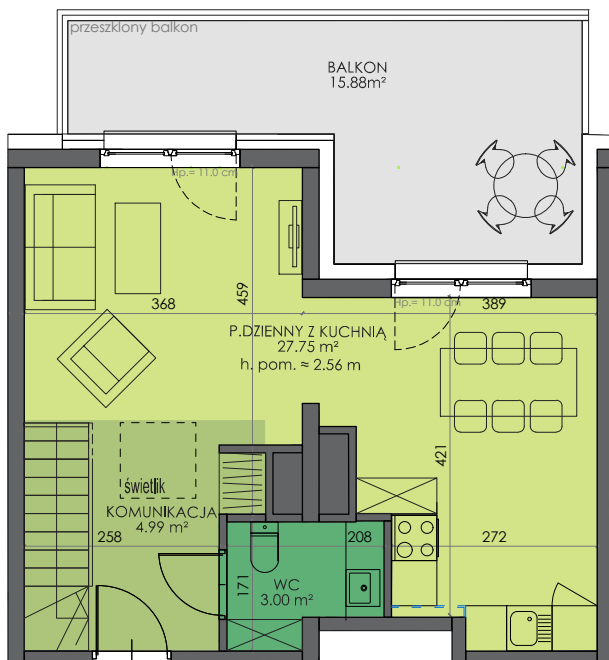 przeszklony balkon
BALKON
15.88m²
Hp.= 11.0 cm
368
459
Hp.= 11.0 cm
389
P.DZIENNY Z KUCHNIĄ
27.75 m²
h. pom. ≈ 2.56 m
421
świetlik
KOMUNIKACJA
4.99 m²
258
208
272
171
WC
3.00 m²